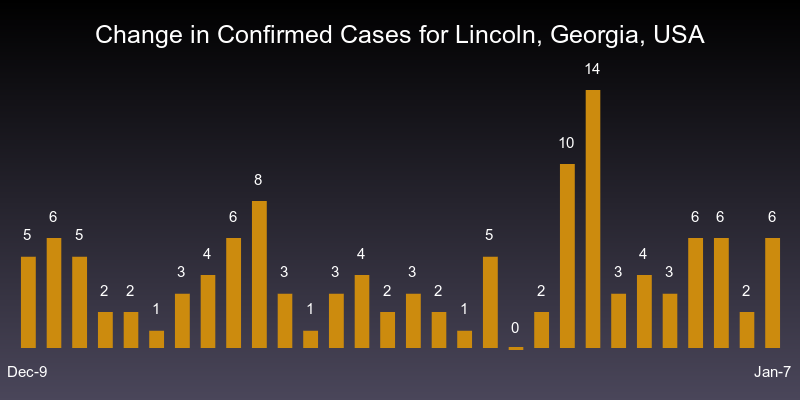 Change in Confirmed Cases for Lincoln, Georgia, USA
5 6 5 2 2 1 3 4 6 8 3 1 3 4 2 3 2 1 5 0 2 10 14 3 4 3 6 6 2 6
Dec-9 Jan-7